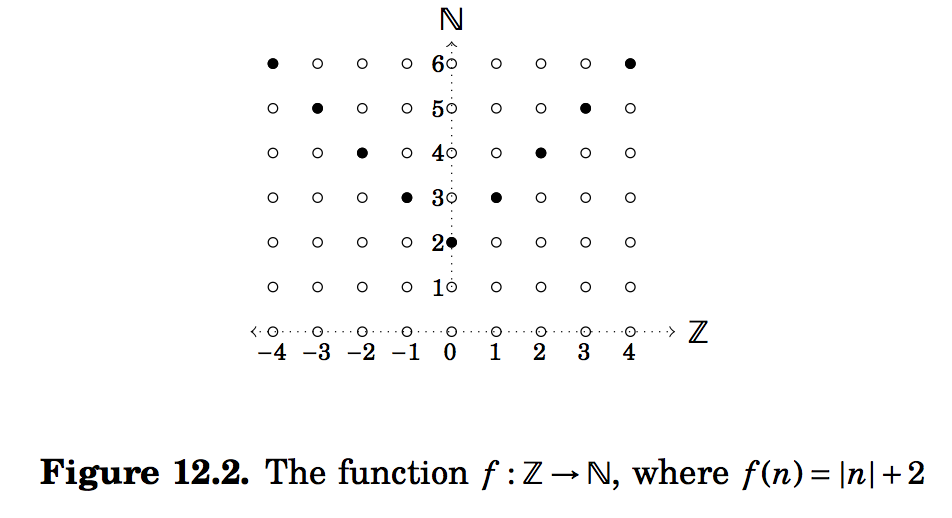 ℕ
6
5
4
3
2
1
ℤ
−4 −3 −2 −1 0 1 2 3 4
Figure 12.2. The function f : ℤ → ℕ, where f(n) = |n| + 2